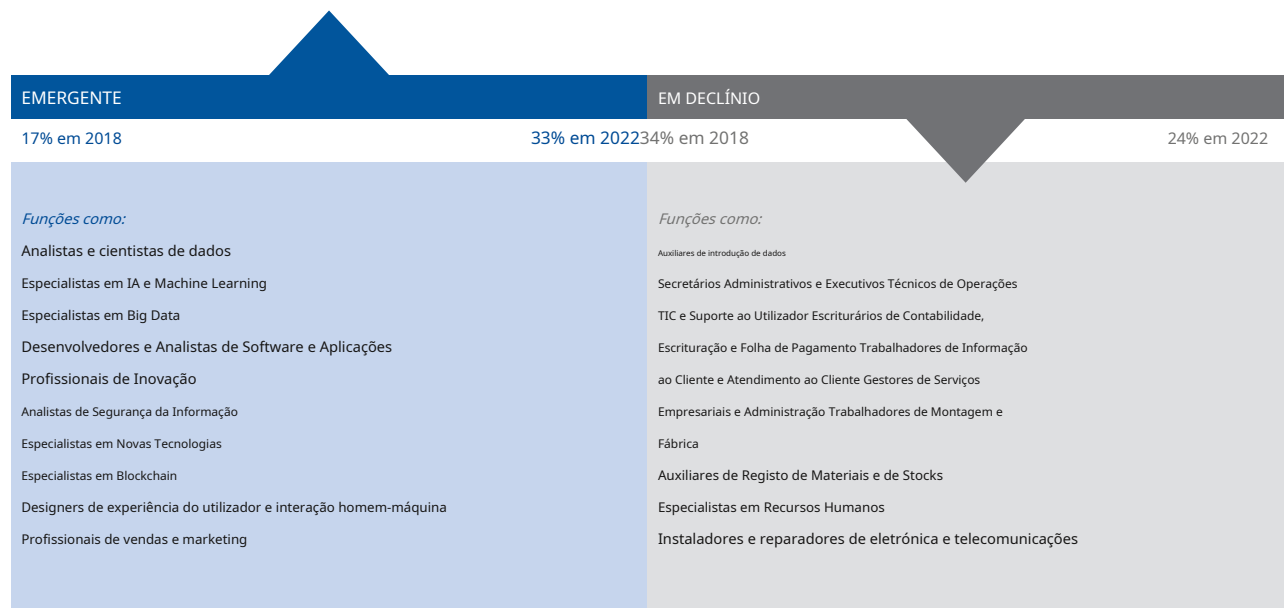 EMERGENTE
17% em 2018
33% em 2022
Funções como:
Analistas e cientistas de dados
Especialistas em IA e Machine Learning
Especialistas em Big Data
Desenvolvedores e Analistas de Software e Aplicações
Profissionais de Inovação
Analistas de Segurança da Informação
Especialistas em Novas Tecnologias
Especialistas em Blockchain
Designers de experiência do utilizador e interação homem-máquina
Profissionais de vendas e marketing
EM DECLÍNIO
34% em 2018
24% em 2022
Funções como:
Auxiliares de introdução de dados
Secretários Administrativos e Executivos Técnicos de Operações
TIC e Suporte ao Utilizador Escriturários de Contabilidade,
Escrituração e Folha de Pagamento Trabalhadores de Informação
ao Cliente e Atendimento ao Cliente Gestores de Serviços
Empresariais e Administração Trabalhadores de Montagem e
Fábrica
Auxiliares de Registo de Materiais e de Stocks
Especialistas em Recursos Humanos
Instaladores e reparadores de eletrónica e telecomunicações